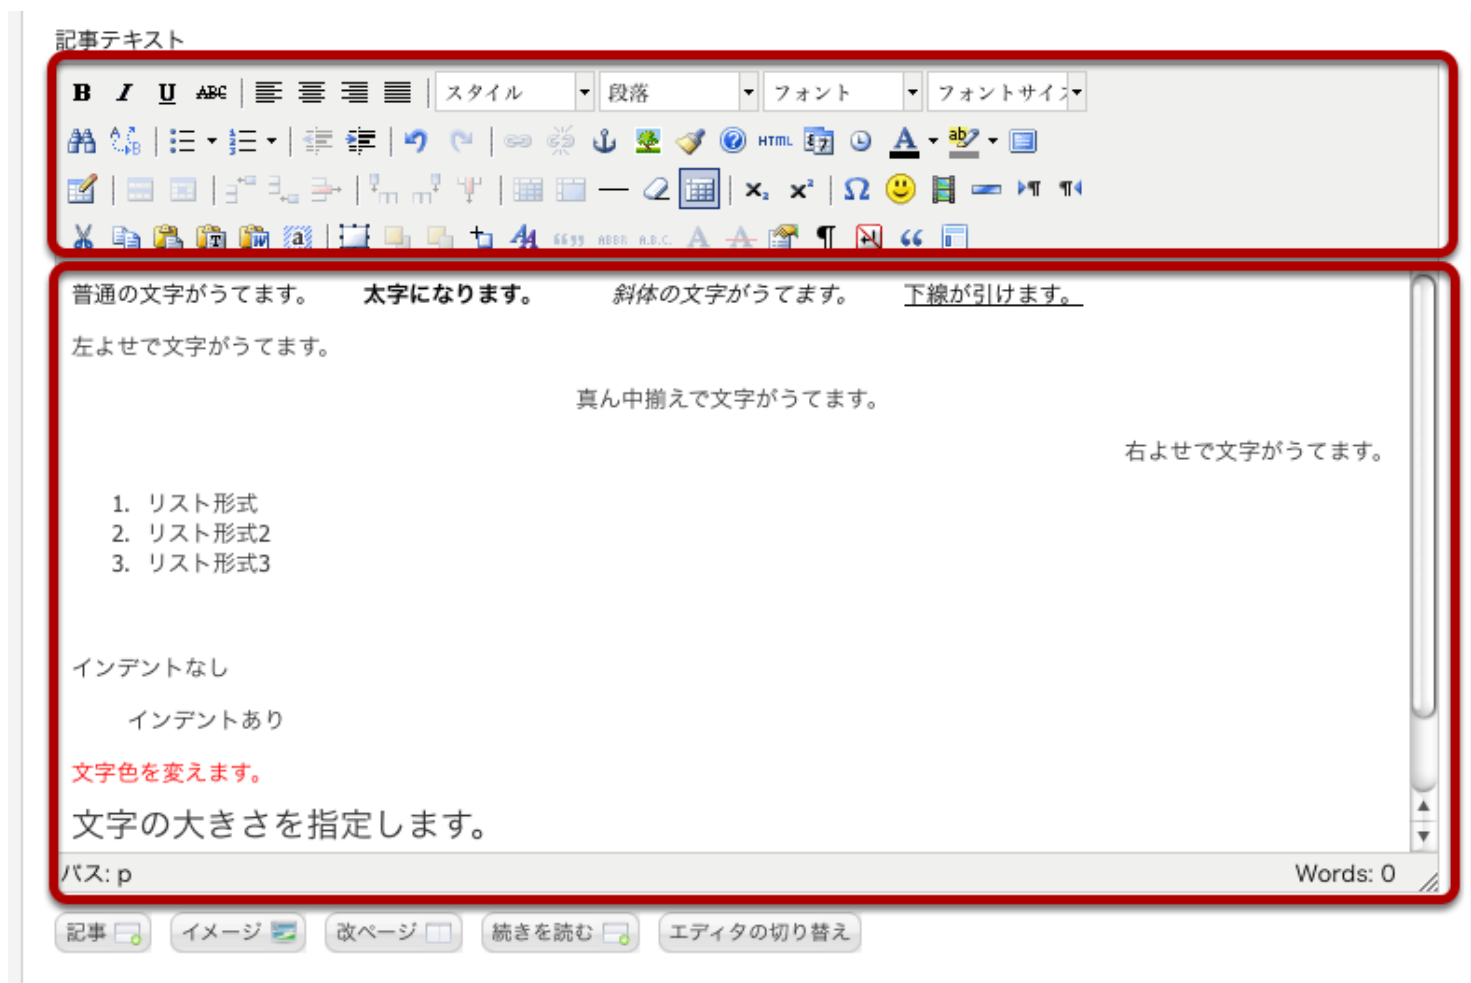 記事テキスト
B I U ABC スタイル 段落 フォント フォントサイズ
HTML A ab
x₂ x² Ω ¶ ¶
T W a A ABBR A.B.C. A A ¶
普通の文字がうてます。 太字になります。 斜体の文字がうてます。 下線が引けます。
左よせで文字がうてます。
真ん中揃えで文字がうてます。
右よせで文字がうてます。
1. リスト形式
2. リスト形式2
3. リスト形式3
インデントなし
インデントあり
文字色を変えます。
文字の大きさを指定します。
パス: p Words: 0
記事 イメージ 改ページ 続きを読む エディタの切り替え